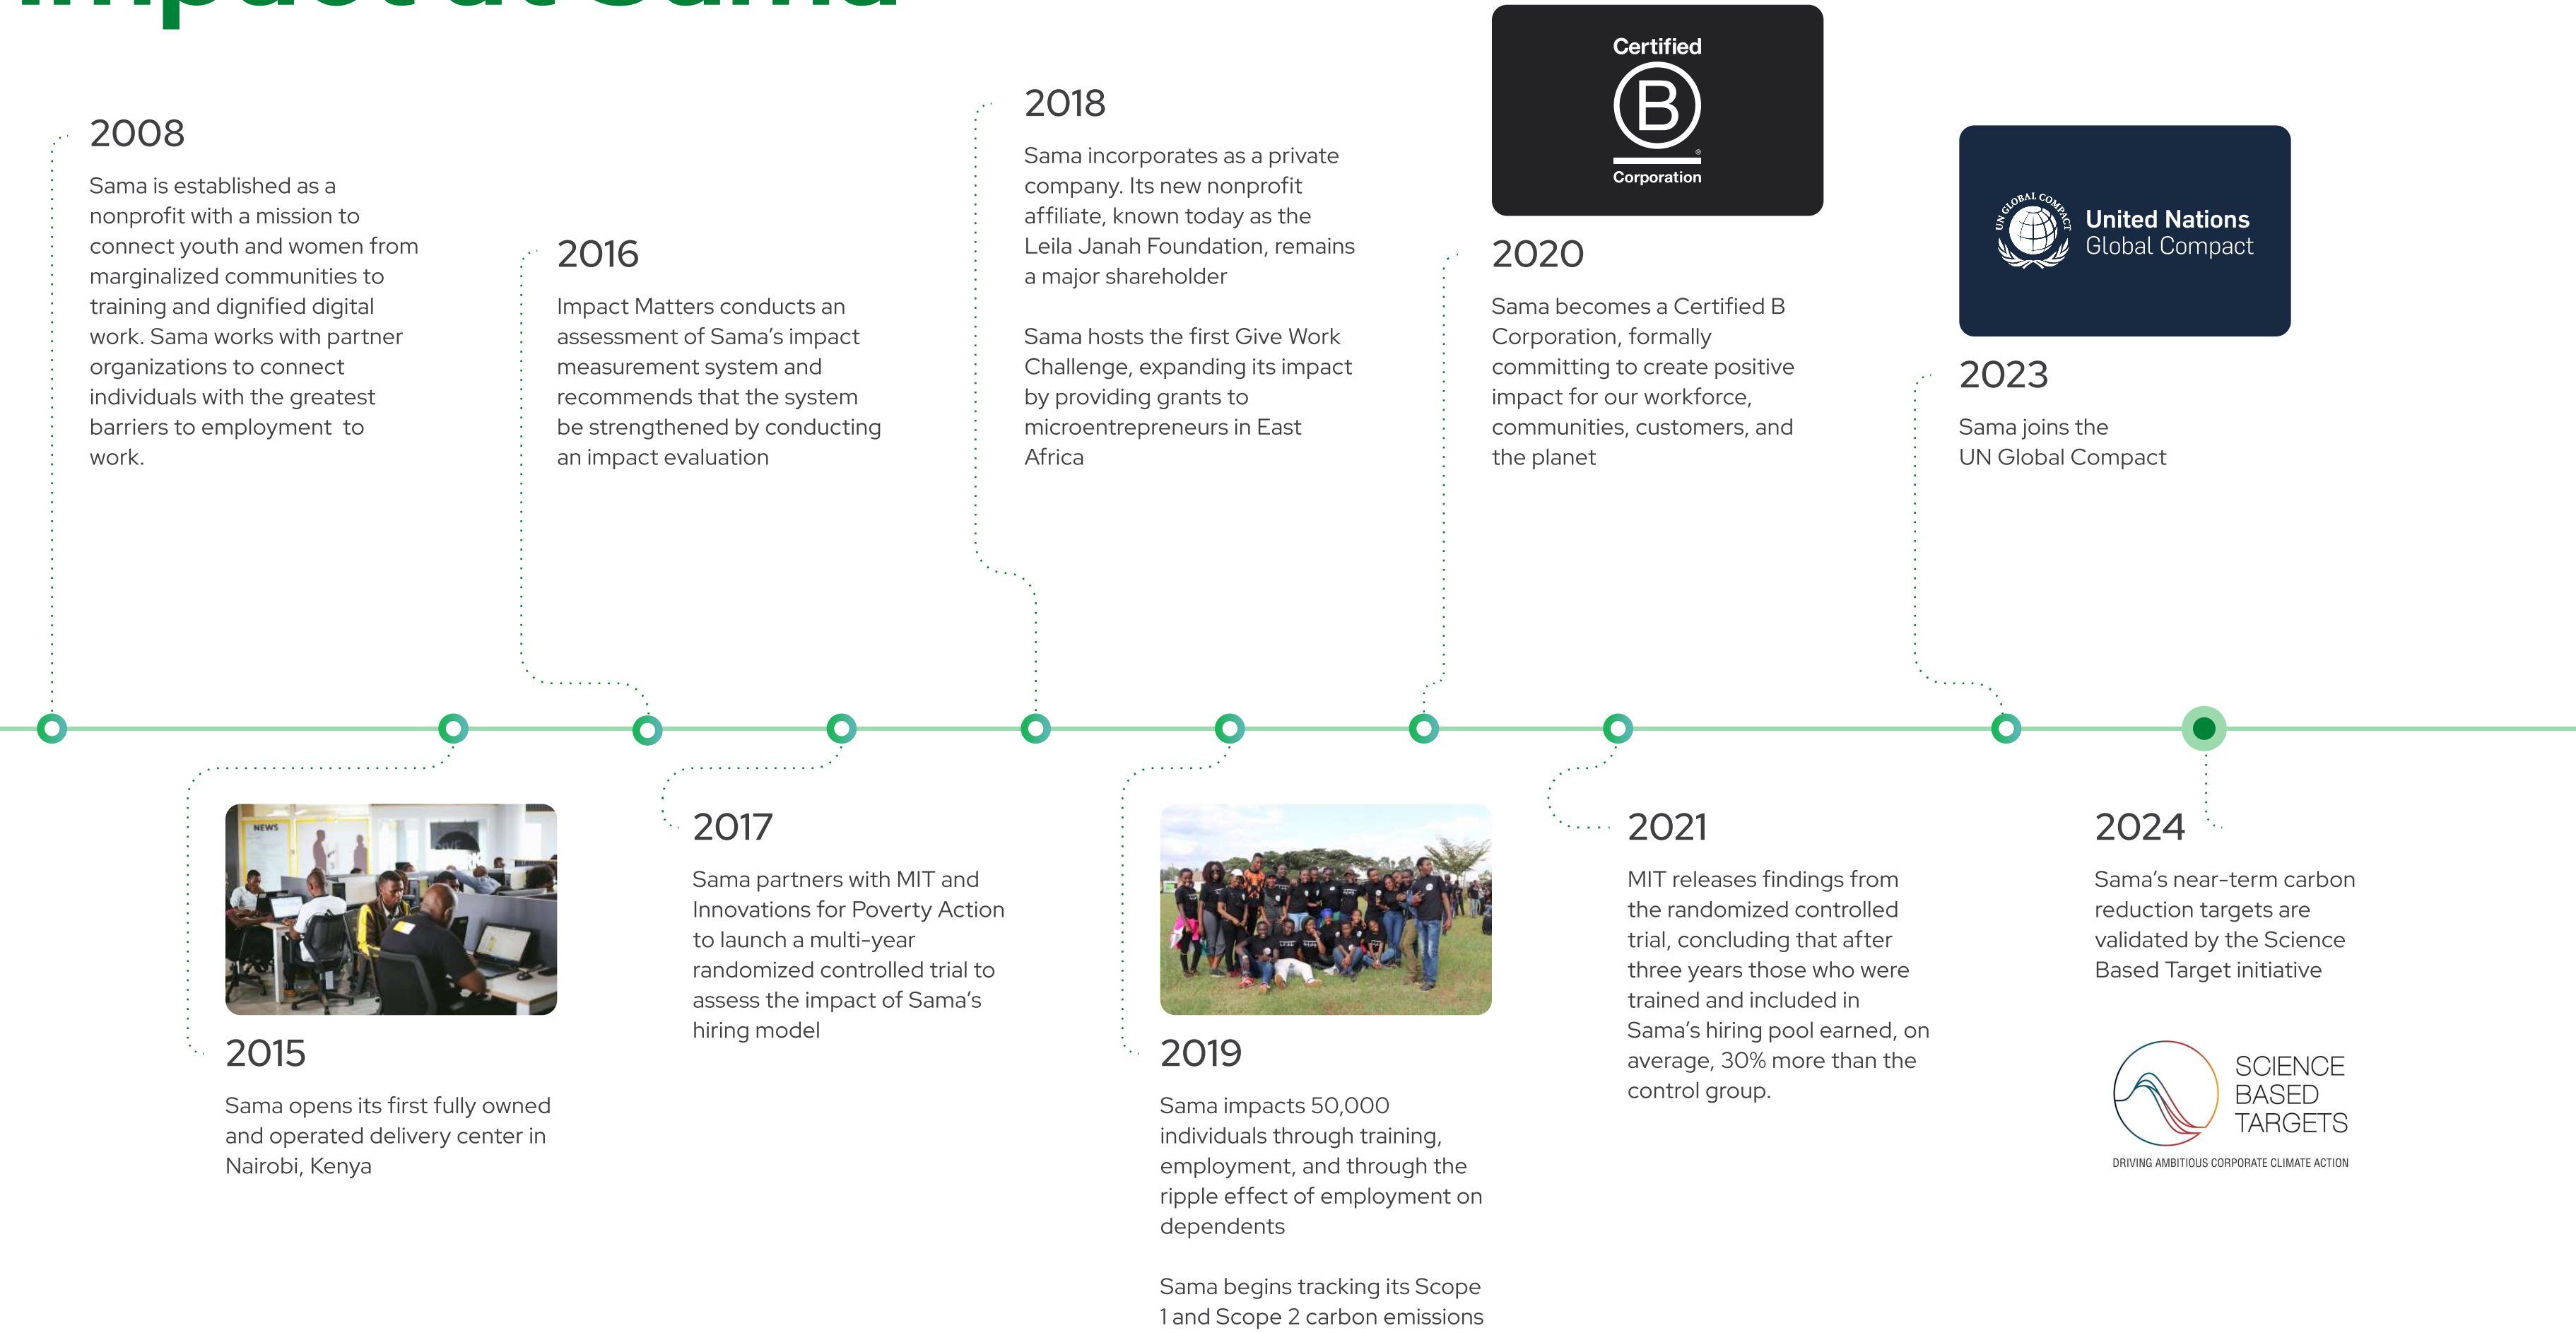 Impact at Sama
2008
Sama is established as a
nonprofit with a mission to
connect youth and women from
marginalized communities to
training and dignified digital
work. Sama works with partner
organizations to connect
individuals with the greatest
barriers to employment  to
work.
2015
Sama opens its first fully owned
and operated delivery center in
Nairobi, Kenya
NEWS
2016
Impact Matters conducts an
assessment of Sama’s impact
measurement system and
recommends that the system
be strengthened by conducting
an impact evaluation
2017
Sama partners with MIT and
Innovations for Poverty Action
to launch a multi-year
randomized controlled trial to
assess the impact of Sama’s
hiring model
2018
Sama incorporates as a private
company. Its new nonprofit
affiliate, known today as the
Leila Janah Foundation, remains
a major shareholder
Sama hosts the first Give Work
Challenge, expanding its impact
by providing grants to
microentrepreneurs in East
Africa
2019
Sama impacts 50,000
individuals through training,
employment, and through the
ripple effect of employment on
dependents
Sama begins tracking its Scope
1 and Scope 2 carbon emissions
Certified
B
®
Corporation
2020
Sama becomes a Certified B
Corporation, formally
committing to create positive
impact for our workforce,
communities, customers, and
the planet
2021
MIT releases findings from
the randomized controlled
trial, concluding that after
three years those who were
trained and included in
Sama’s hiring pool earned, on
average, 30% more than the
control group.
UN GLOBAL COMPACT
United Nations
Global Compact
2023
Sama joins the
UN Global Compact
2024
Sama’s near-term carbon
reduction targets are
validated by the Science
Based Target initiative
SCIENCE
BASED
TARGETS
DRIVING AMBITIOUS CORPORATE CLIMATE ACTION